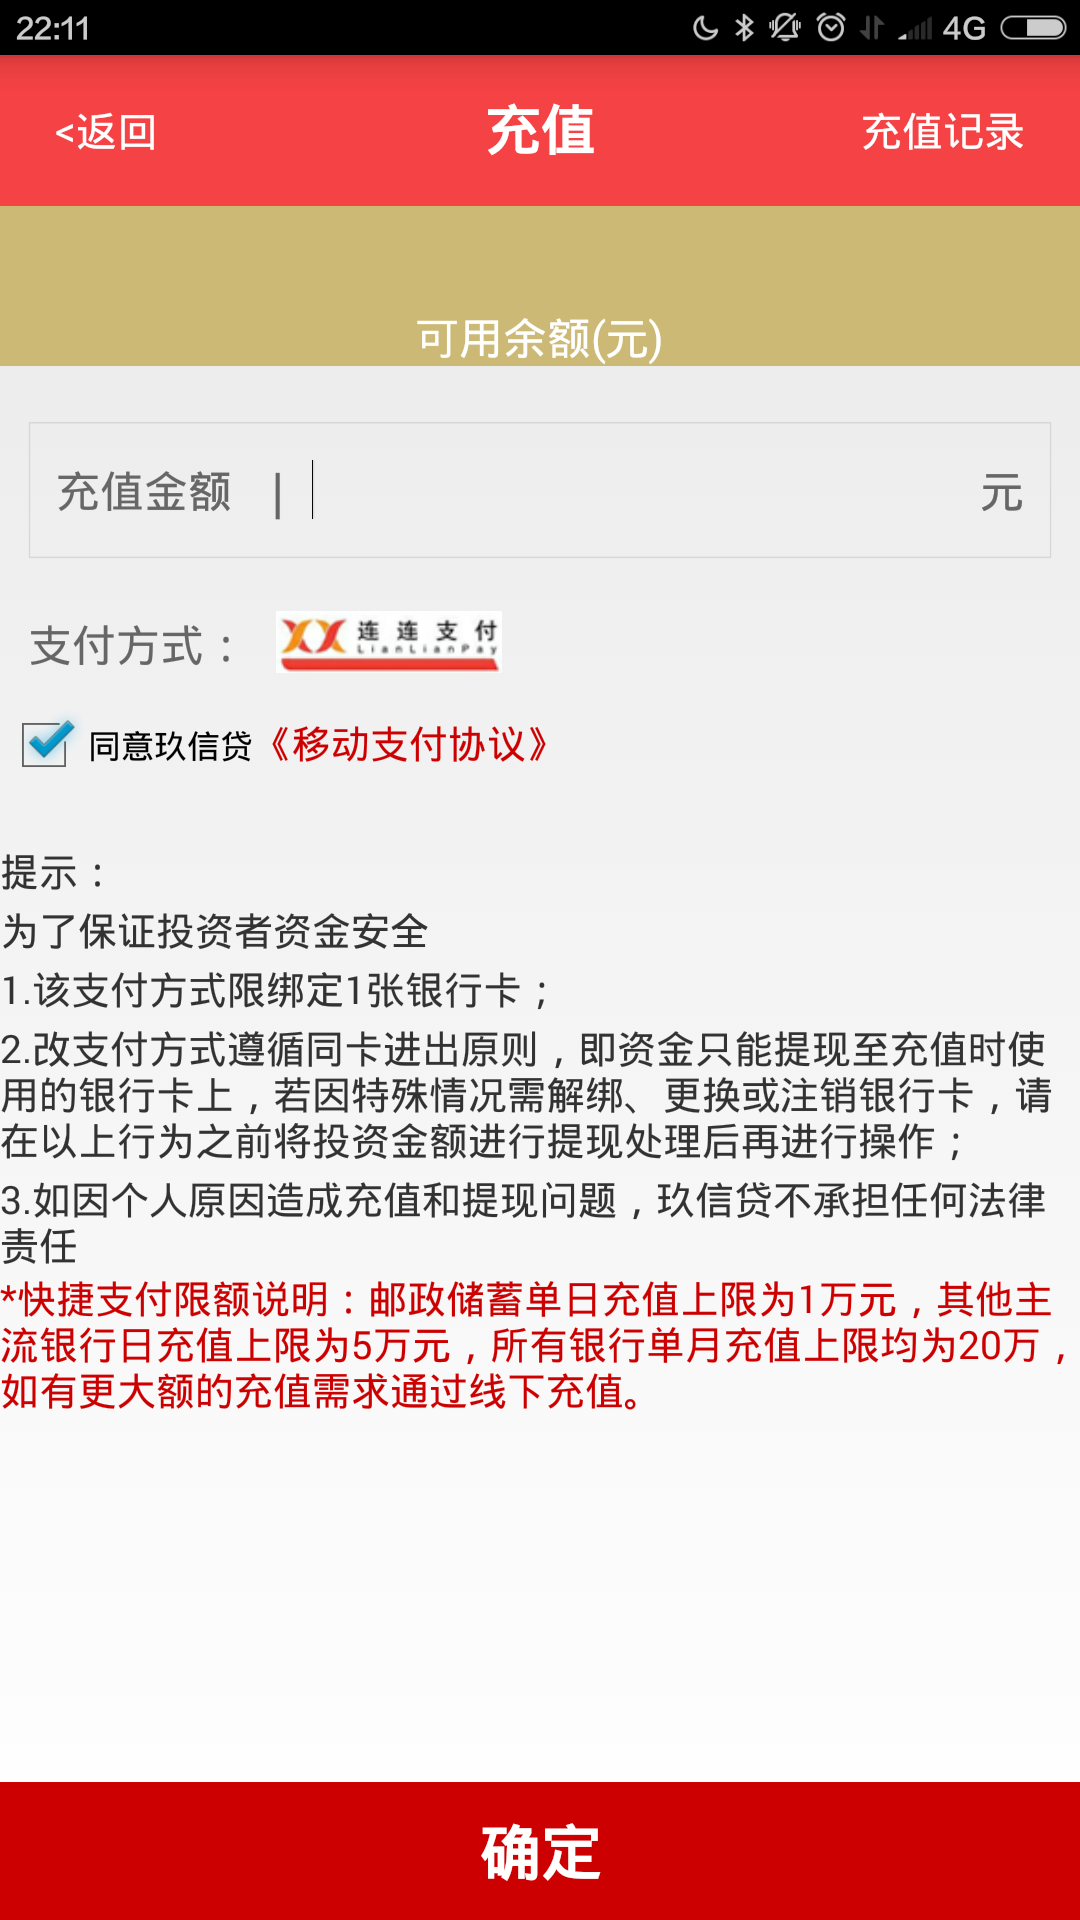 22:11
4G
<返回
充值
充值记录
可用余额(元)
充值金额 |
元
支付方式：
连连支付
LianLianPay
同意玖信贷《移动支付协议》
提示：
为了保证投资者资金安全
1.该支付方式限绑定1张银行卡；
2.改支付方式遵循同卡进出原则，即资金只能提现至充值时使
用的银行卡上，若因特殊情况需解绑、更换或注销银行卡，请
在以上行为之前将投资金额进行提现处理后再进行操作；
3.如因个人原因造成充值和提现问题，玖信贷不承担任何法律
责任
*快捷支付限额说明：邮政储蓄单日充值上限为1万元，其他主
流银行日充值上限为5万元，所有银行单月充值上限均为20万，
如有更大额的充值需求通过线下充值。
确定